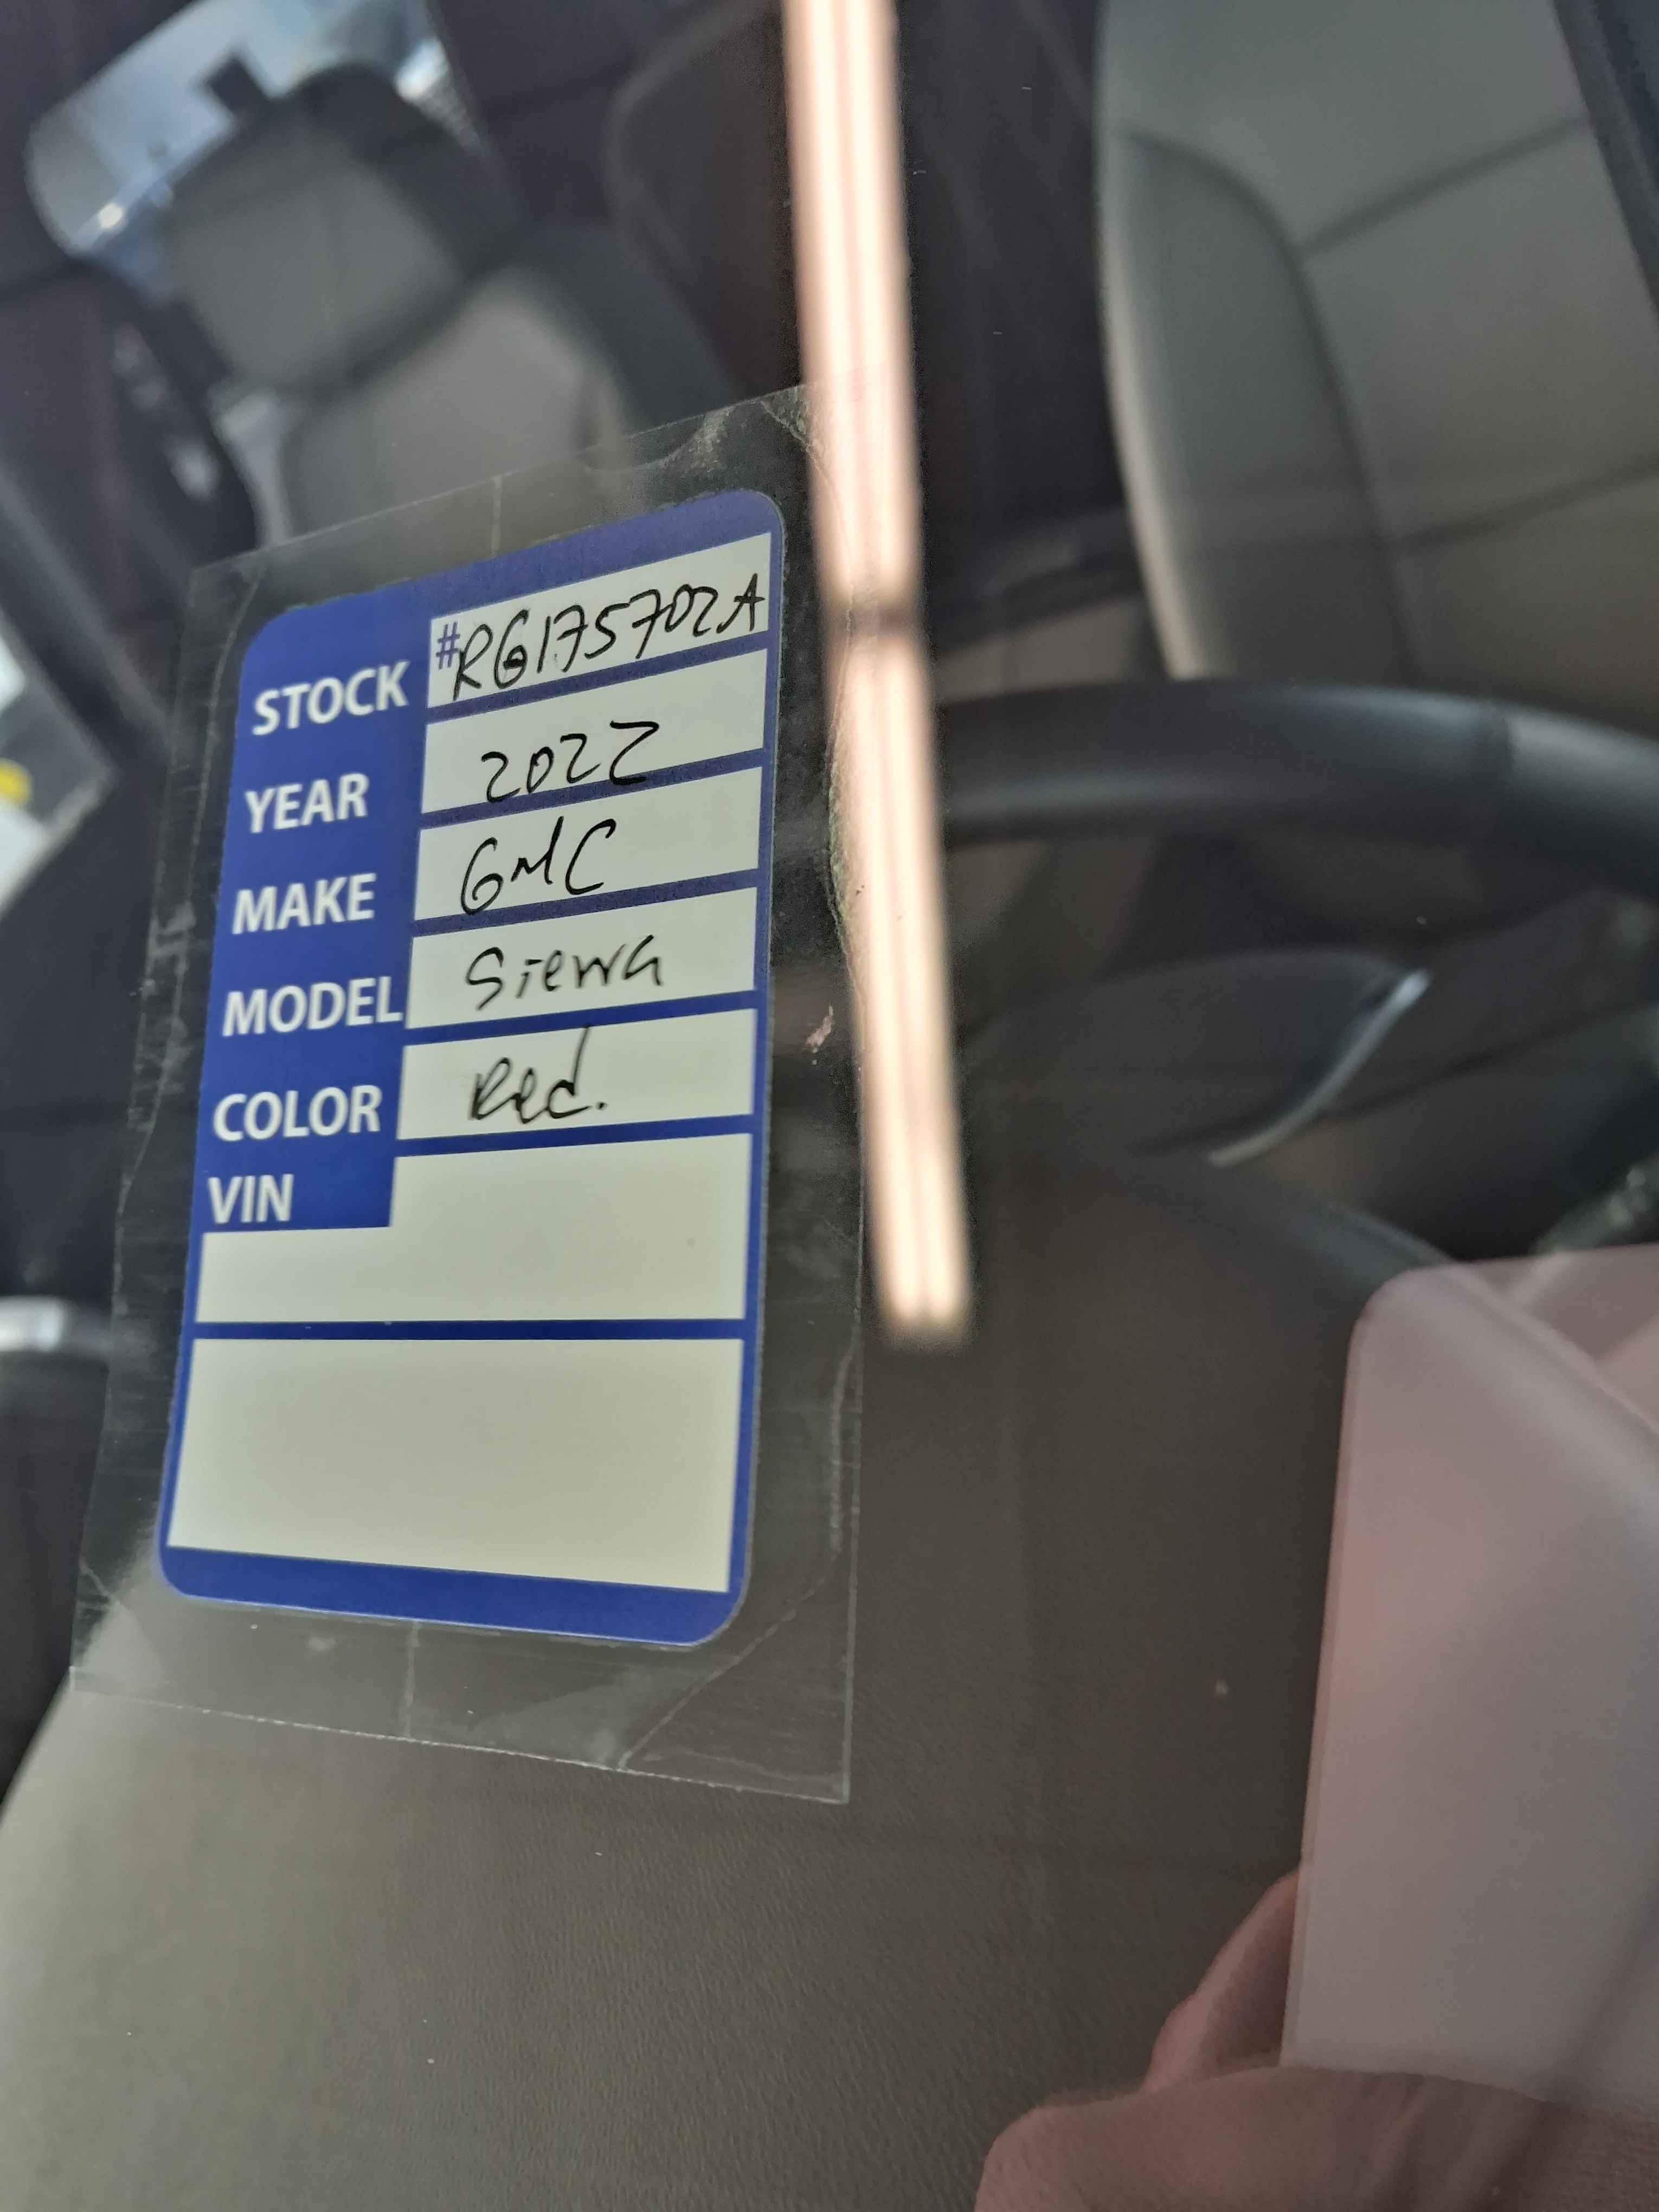 STOCK #RG175702A
YEAR 2022
MAKE GMC
MODEL Sierra
COLOR Red.
VIN